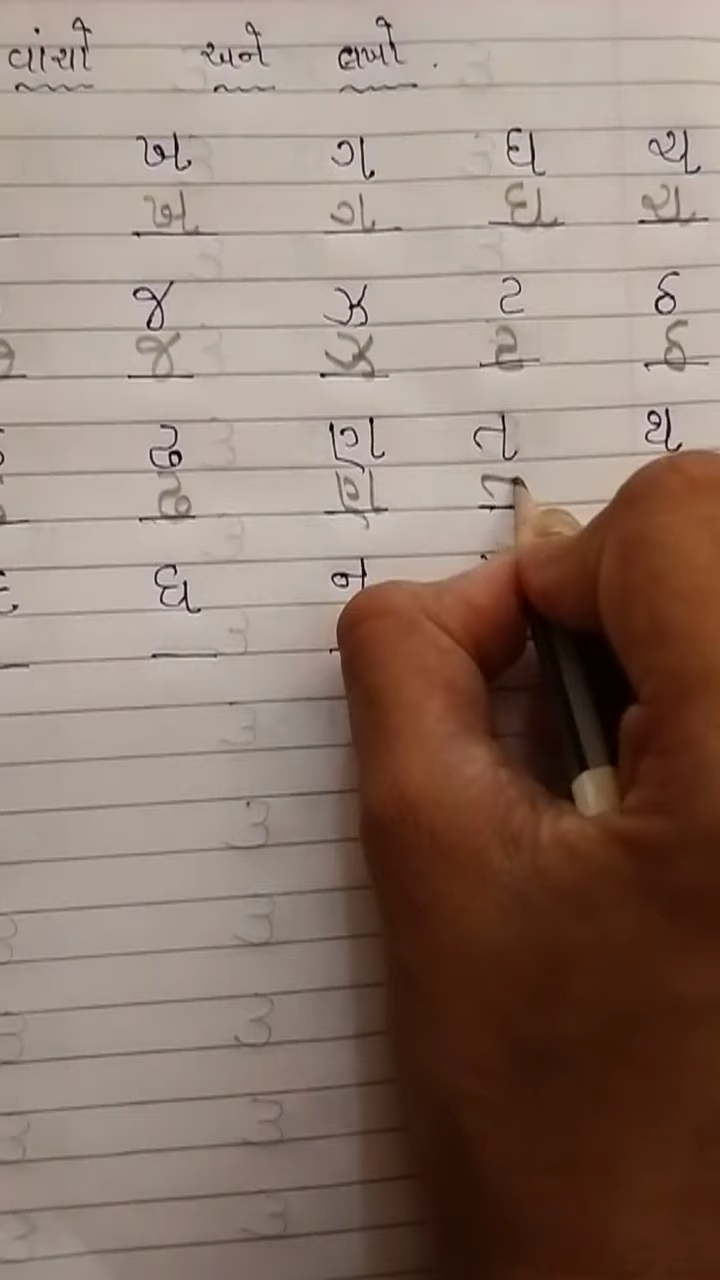 વાંચો અને લખો.
ખ ગ ઘ ચ
ખ ગ ઘ ચ
જ ઝ ટ ઠ
જ ઝ ટ ઠ
ઢ ણ ત થ
ઢ ણ
ધ ન